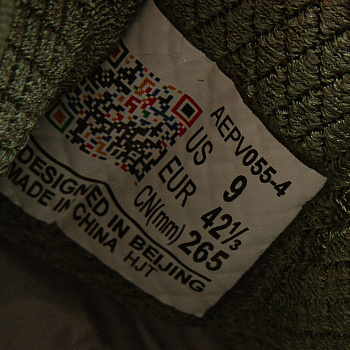 AEPV055-4
US 9
EUR 42⅓
CN(mm) 265
DESIGNED IN BEIJING
MADE IN CHINA HJT